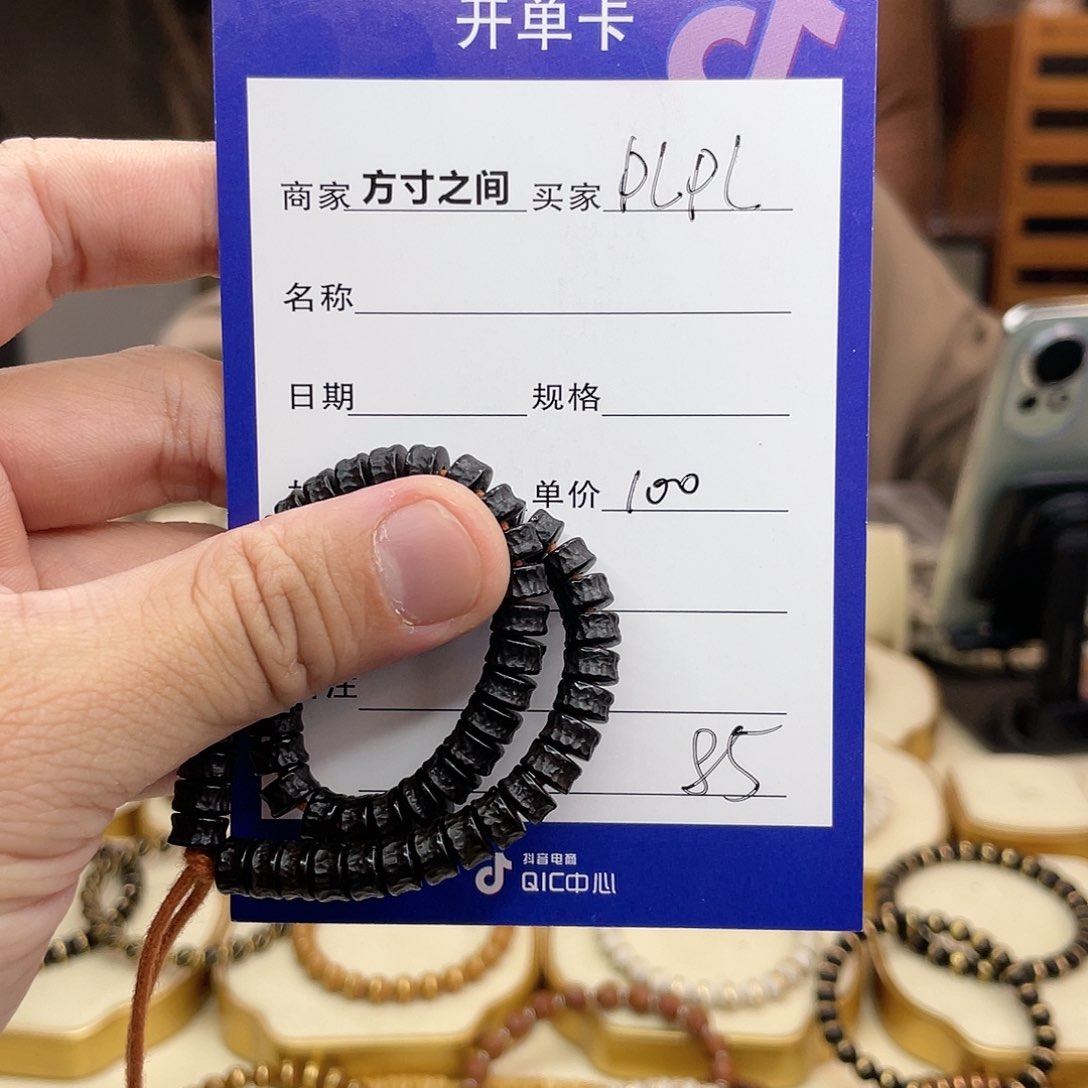 开单卡
商家 方寸之间 买家 PLPL
名称
日期 规格
单价 100
注
85
抖音电商
QIC中心